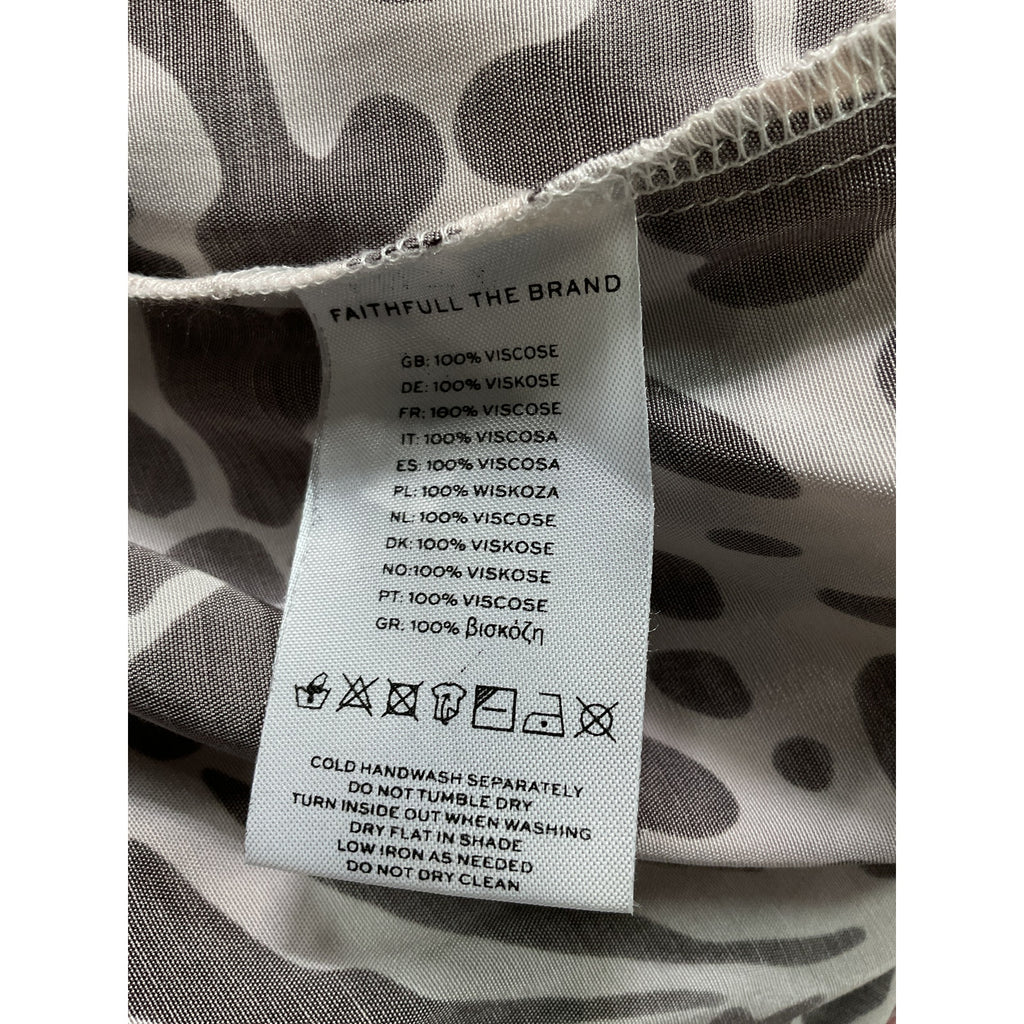 FAITHFULL THE BRAND
GB: 100% VISCOSE
DE: 100% VISKOSE
FR: 100% VISCOSE
IT: 100% VISCOSA
ES: 100% VISCOSA
PL: 100% WISKOZA
NL: 100% VISCOSE
DK: 100% VISKOSE
NO:100% VISKOSE
PT: 100% VISCOSE
GR: 100% βισκόζη
COLD HANDWASH SEPARATELY
DO NOT TUMBLE DRY
TURN INSIDE OUT WHEN WASHING
DRY FLAT IN SHADE
LOW IRON AS NEEDED
DO NOT DRY CLEAN